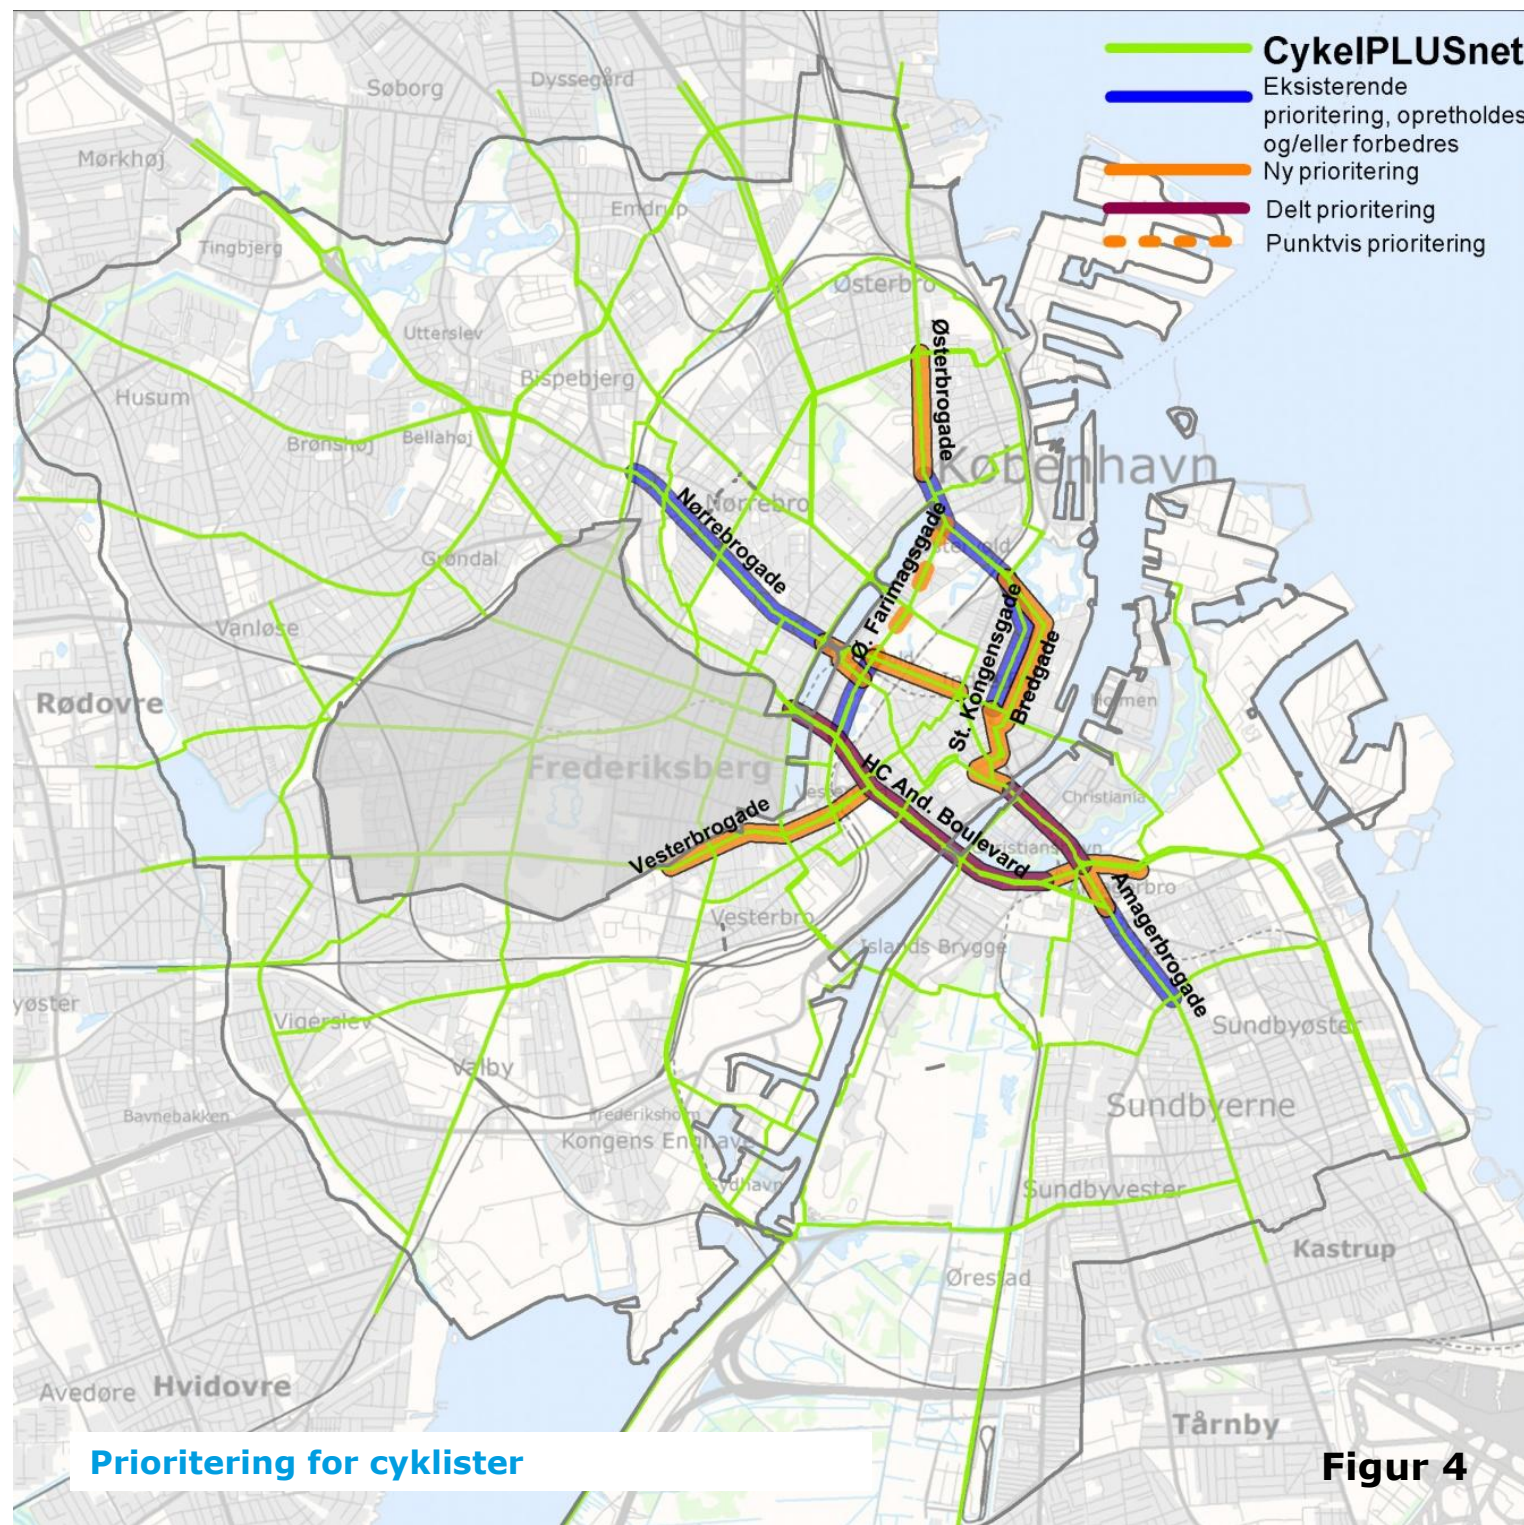 CykelPLUSnet
Eksisterende
prioritering, opretholdes
og/eller forbedres
Ny prioritering
Delt prioritering
Punktvis prioritering
Søborg
Dyssegård
Mørkhøj
Emdrup
Tingbjerg
Østerbro
Utterslev
Østerbrogade
Bispebjerg
Husum
Brønshøj
Bellahøj
København
Nørrebro
Nørrebrogade
Grøndal
Ø. Farimagsgade
Vanløse
St. Kongensgade
Bredgade
Rødovre
Holmen
Frederiksberg
HC And. Boulevard
Christiania
Vesterbrogade
Amagerbrogade
Vesterbro
Islands Brygge
yøster
Vigerslev
Sundbyøster
Valby
Bavnebakken
Frederiksholm
Sundbyerne
Kongens Enghave
Sydhavn
Sundbyvester
Kastrup
Ørestad
Avedøre
Hvidovre
Tårnby
Prioritering for cyklister
Figur 4